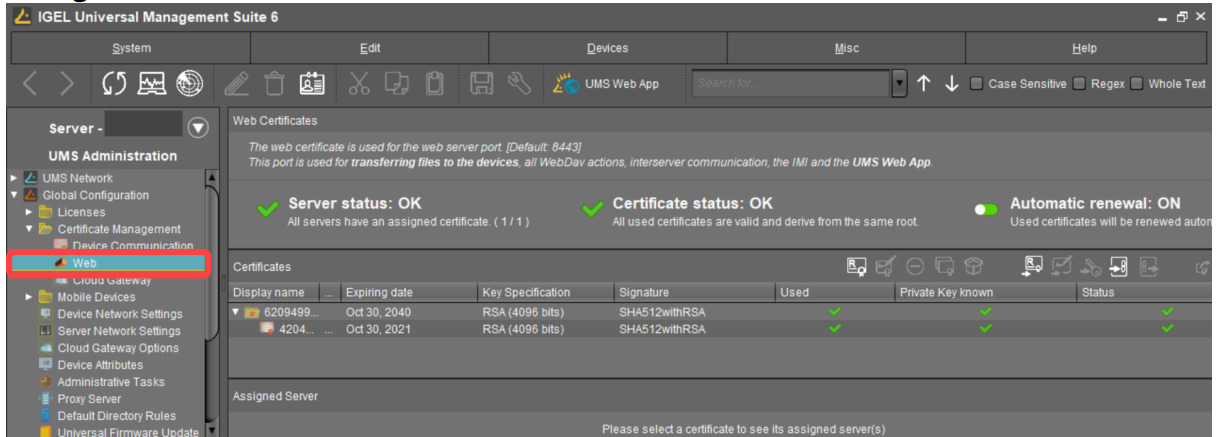 IGEL Universal Management Suite 6
System Edit Devices Misc Help
UMS Web App Search for... Case Sensitive Regex Whole Text
Server -
UMS Administration
UMS Network
Global Configuration
Licenses
Certificate Management
Device Communication
Web
Cloud Gateway
Mobile Devices
Device Network Settings
Server Network Settings
Cloud Gateway Options
Device Attributes
Administrative Tasks
Proxy Server
Default Directory Rules
Universal Firmware Update
Web Certificates
The web certificate is used for the web server port. [Default: 8443]
This port is used for transferring files to the devices, all WebDav actions, interserver communication, the IMI and the UMS Web App.
Server status: OK
All servers have an assigned certificate. ( 1 / 1 )
Certificate status: OK
All used certificates are valid and derive from the same root.
Automatic renewal: ON
Used certificates will be renewed auton
Certificates
Display name ... Expiring date Key Specification Signature Used Private Key known Status
6209499... Oct 30, 2040 RSA (4096 bits) SHA512withRSA
4204... ... Oct 30, 2021 RSA (4096 bits) SHA512withRSA
Assigned Server
Please select a certificate to see its assigned server(s)